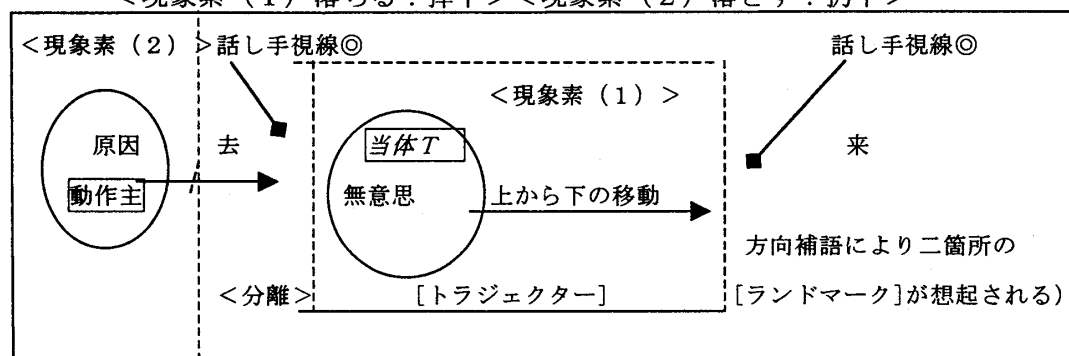 <現象素(1)落ちる:掉下><現象素(2)落とす:扔下>
<現象素(2)>話し手視線◎ 話し手視線◎
<現象素(1)>
原因 去 当体T 来
動作主 無意思 上から下の移動
方向補語により二箇所の
<分離> [トラジェクター] [ランドマーク]が想起される)